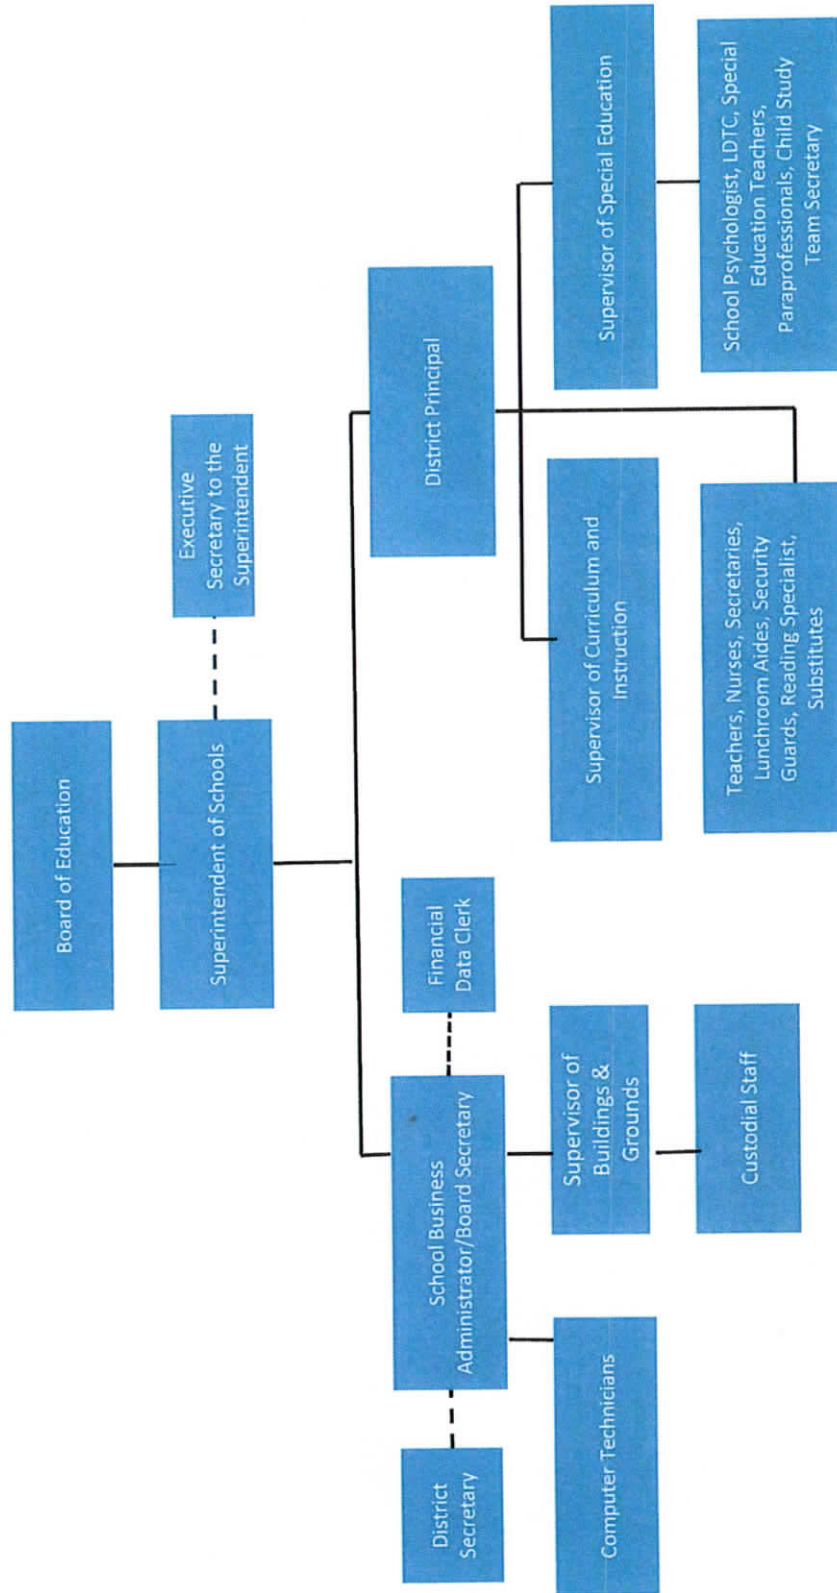 Board of Education
Superintendent of Schools
Executive
Secretary to the
Superintendent
District
Secretary
School Business
Administrator/Board Secretary
Financial
Data Clerk
District Principal
Computer Technicians
Supervisor of
Buildings &
Grounds
Supervisor of Curriculum and
Instruction
Supervisor of Special Education
Custodial Staff
Teachers, Nurses, Secretaries,
Lunchroom Aides, Security
Guards, Reading Specialist,
Substitutes
School Psychologist, LDTC, Special
Education Teachers,
Paraprofessionals, Child Study
Team Secretary